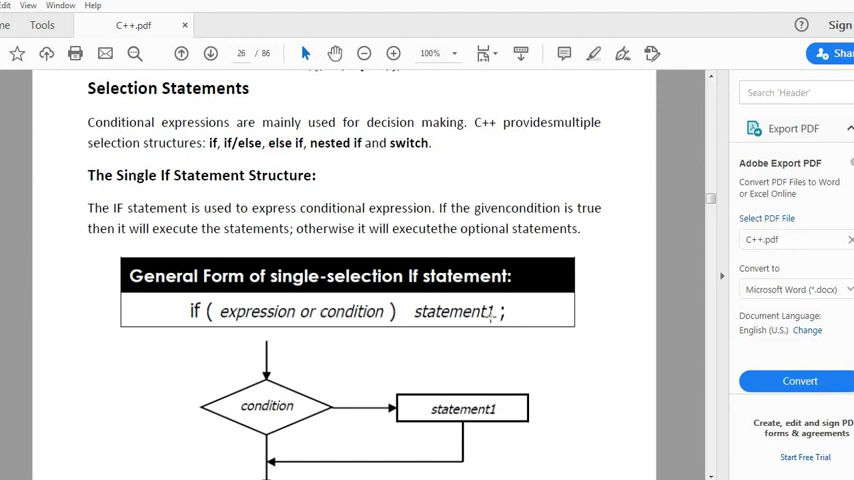 Edit View Window Help
Tools C++.pdf × Sign
26 / 86 100% Sha
Selection Statements
Conditional expressions are mainly used for decision making. C++ providesmultiple
selection structures: if, if/else, else if, nested if and switch.
The Single If Statement Structure:
The IF statement is used to express conditional expression. If the givencondition is true
then it will execute the statements; otherwise it will executethe optional statements.
General Form of single-selection If statement:
if ( expression or condition ) statement1 ;
condition
statement1
Search 'Header'
Export PDF
Adobe Export PDF
Convert PDF Files to Word
or Excel Online
Select PDF File
C++.pdf ×
Convert to
Microsoft Word (*.docx)
Document Language:
English (U.S.) Change
Convert
Create, edit and sign PD
forms & agreements
Start Free Trial